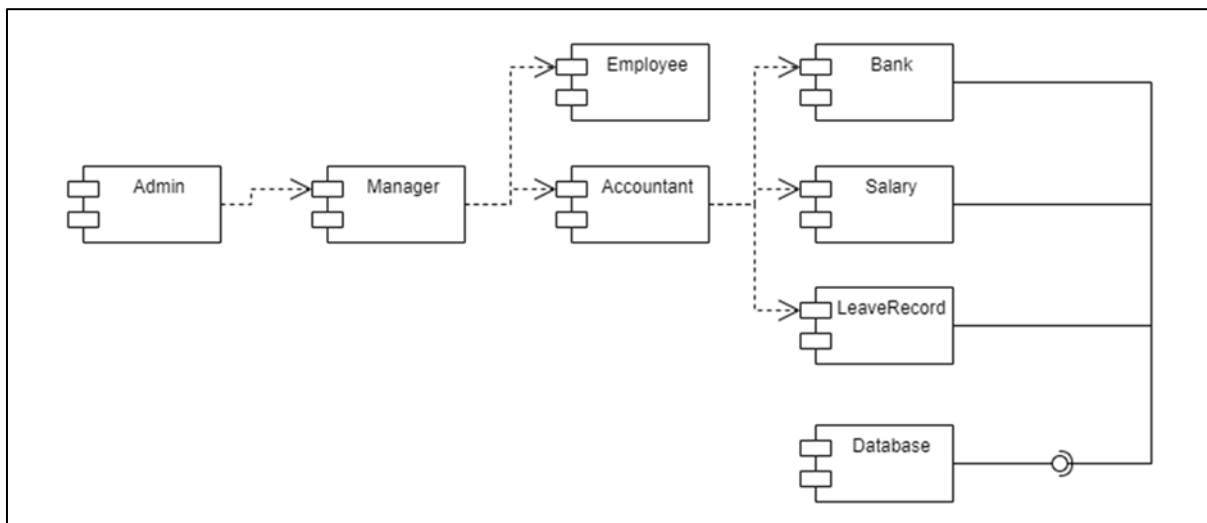 Employee
Bank
Admin
Manager
Accountant
Salary
LeaveRecord
Database